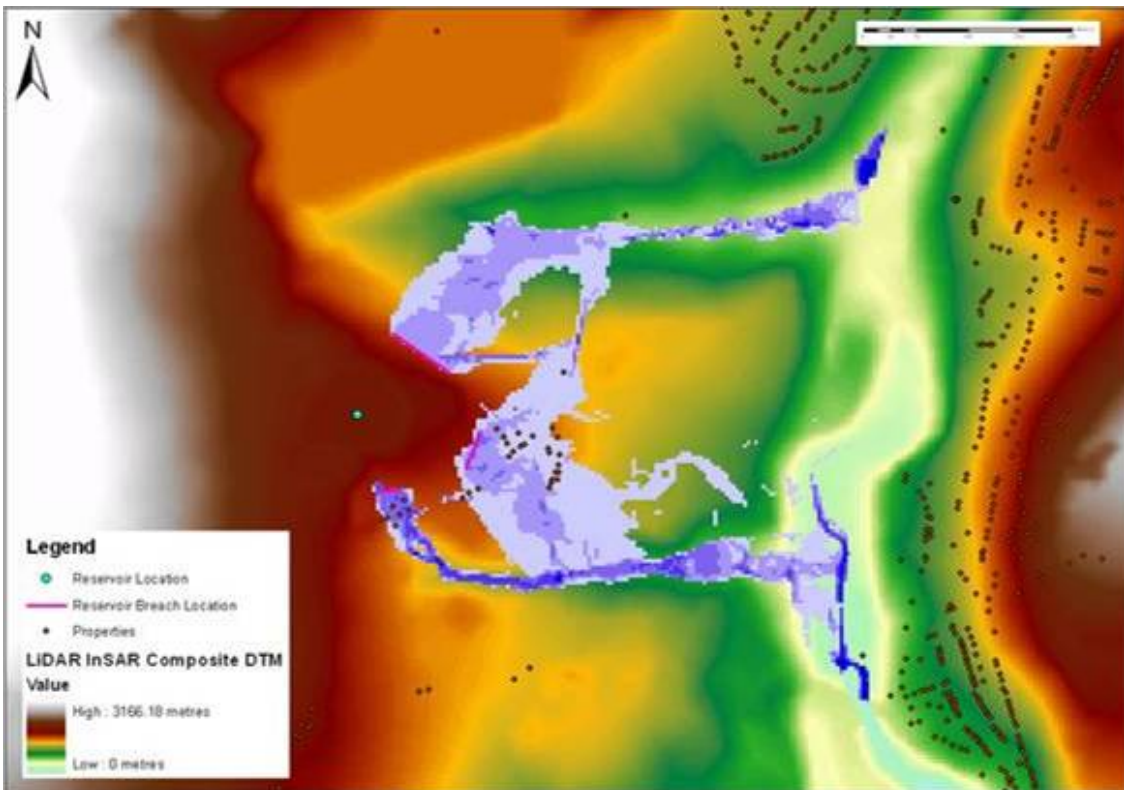 N
Legend
Reservoir Location
Reservoir Breach Location
Properties
LiDAR InSAR Composite DTM
Value
High : 3166.18 metres
Low : 0 metres